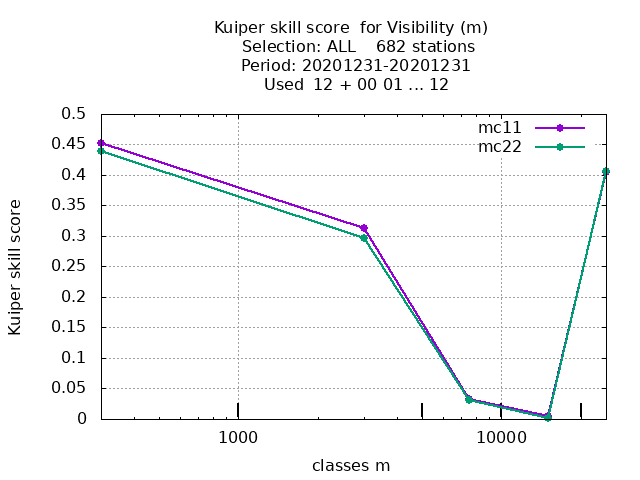 Kuiper skill score  for Visibility (m)
Selection: ALL    682 stations
Period: 20201231-20201231
Used  12 + 00 01 ... 12
0.5
mc11
mc22
0.45
0.4
0.35
0.3
0.25
0.2
0.15
0.1
0.05
0
Kuiper skill score
1000
10000
classes m